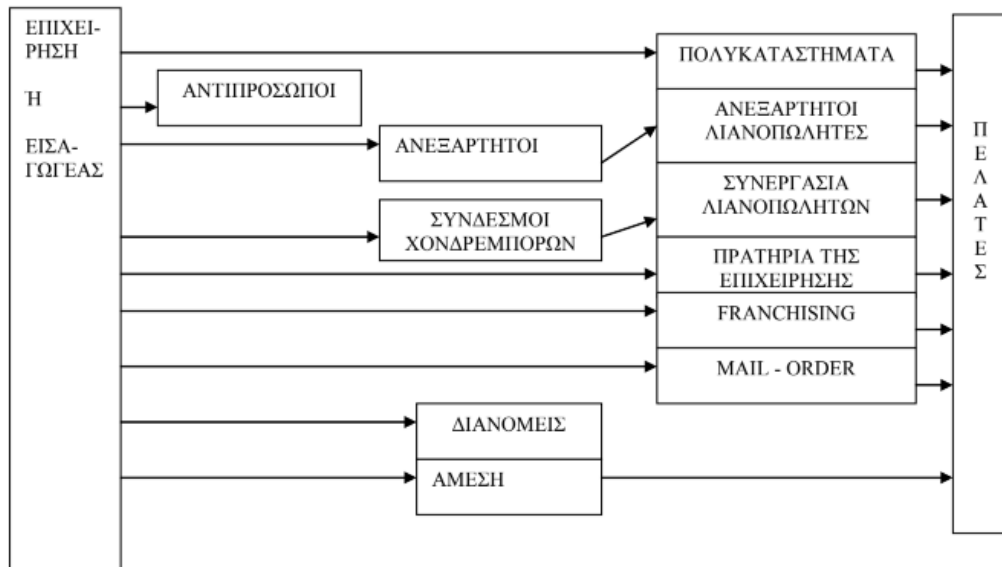 ΕΠΙΧΕΙ-
ΡΗΣΗ
Ή
ΕΙΣΑ-
ΓΩΓΕΑΣ
ΑΝΤΙΠΡΟΣΩΠΟΙ
ΑΝΕΞΑΡΤΗΤΟΙ
ΣΥΝΔΕΣΜΟΙ
ΧΟΝΔΡΕΜΠΟΡΩΝ
ΠΟΛΥΚΑΤΑΣΤΗΜΑΤΑ
ΑΝΕΞΑΡΤΗΤΟΙ
ΛΙΑΝΟΠΩΛΗΤΕΣ
ΣΥΝΕΡΓΑΣΙΑ
ΛΙΑΝΟΠΩΛΗΤΩΝ
ΠΡΑΤΗΡΙΑ ΤΗΣ
ΕΠΙΧΕΙΡΗΣΗΣ
FRANCHISING
MAIL - ORDER
ΔΙΑΝΟΜΕΙΣ
ΑΜΕΣΗ
Π
Ε
Λ
Α
Τ
Ε
Σ